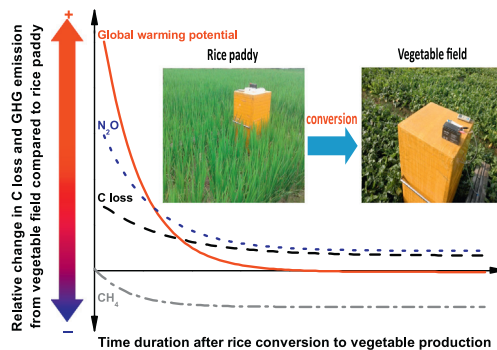 +
Global warming potential
Rice paddy
Vegetable field
N₂O
conversion
C loss
CH₄
−
Relative change in C loss and GHG emission
from vegetable field compared to rice paddy
Time duration after rice conversion to vegetable production